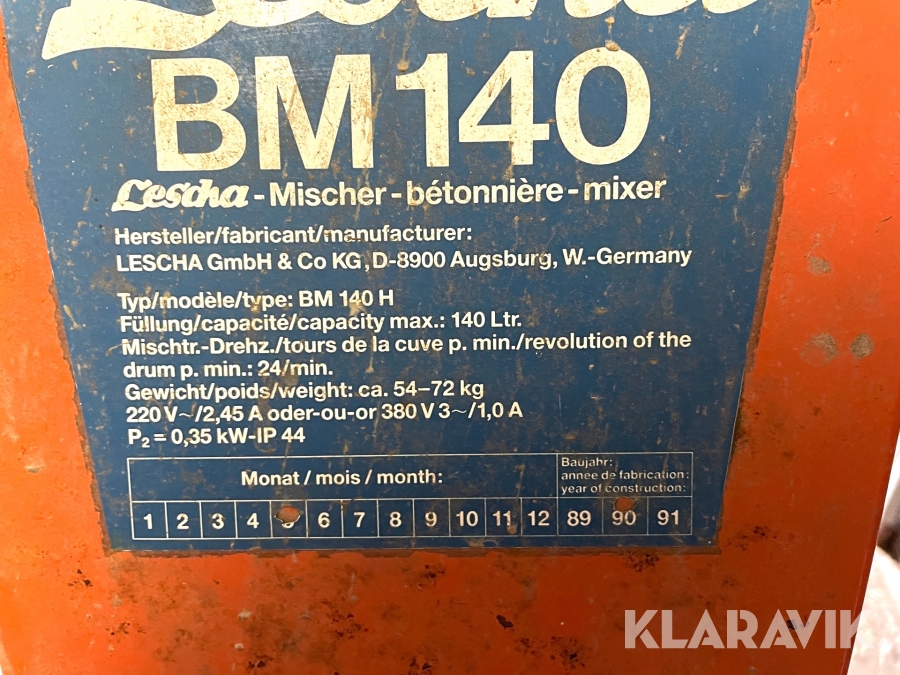 Lescha
BM 140
Lescha - Mischer - bétonnière - mixer
Hersteller/fabricant/manufacturer:
LESCHA GmbH & Co KG, D-8900 Augsburg, W.-Germany
Typ/modèle/type: BM 140 H
Füllung/capacité/capacity max.: 140 Ltr.
Mischtr.-Drehz./tours de la cuve p. min./revolution of the
drum p. min.: 24/min.
Gewicht/poids/weight: ca. 54–72 kg
220 V~/2,45 A oder-ou-or 380 V 3~/1,0 A
P₂ = 0,35 kW-IP 44
Monat / mois / month:
Baujahr:
annee de fabrication:
year of construction:
1 2 3 4 5 6 7 8 9 10 11 12 89 90 91
KLARAVIK